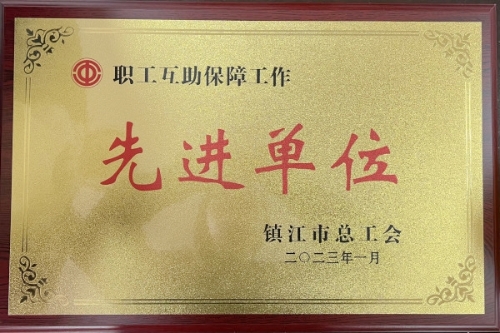 职工互助保障工作
先进单位
镇江市总工会
二〇二三年一月